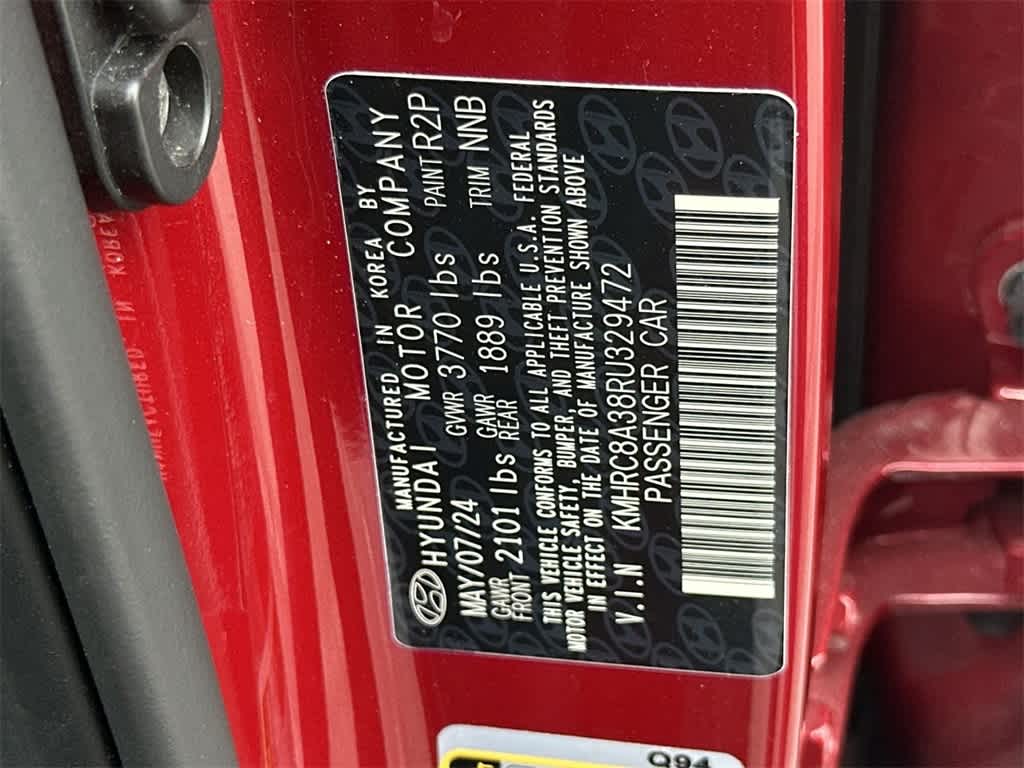 MANUFACTURED IN KOREA BY
HYUNDAI MOTOR COMPANY
MAY/07/24 GVWR 3770 lbs PAINT R2P
GAWR FRONT 2101 lbs GAWR REAR 1889 lbs TRIM NNB
THIS VEHICLE CONFORMS TO ALL APPLICABLE U.S.A. FEDERAL
MOTOR VEHICLE SAFETY, BUMPER, AND THEFT PREVENTION STANDARDS
IN EFFECT ON THE DATE OF MANUFACTURE SHOWN ABOVE
V.I.N KMHRC8A38RU329472
PASSENGER CAR
Q94